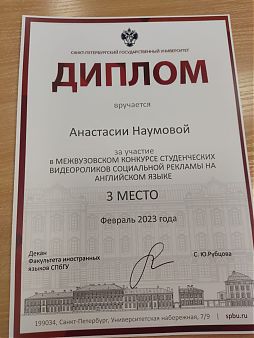 САНКТ-ПЕТЕРБУРГСКИЙ ГОСУДАРСТВЕННЫЙ УНИВЕРСИТЕТ
ДИПЛОМ
вручается
Анастасии Наумовой
за участие
в МЕЖВУЗОВСКОМ КОНКУРСЕ СТУДЕНЧЕСКИХ
ВИДЕОРОЛИКОВ СОЦИАЛЬНОЙ РЕКЛАМЫ НА
АНГЛИЙСКОМ ЯЗЫКЕ
3 МЕСТО
Февраль 2023 года
Декан
Факультета иностранных
языков СПбГУ
С. Ю.Рубцова
199034, Санкт-Петербург, Университетская набережная, 7/9
spbu.ru